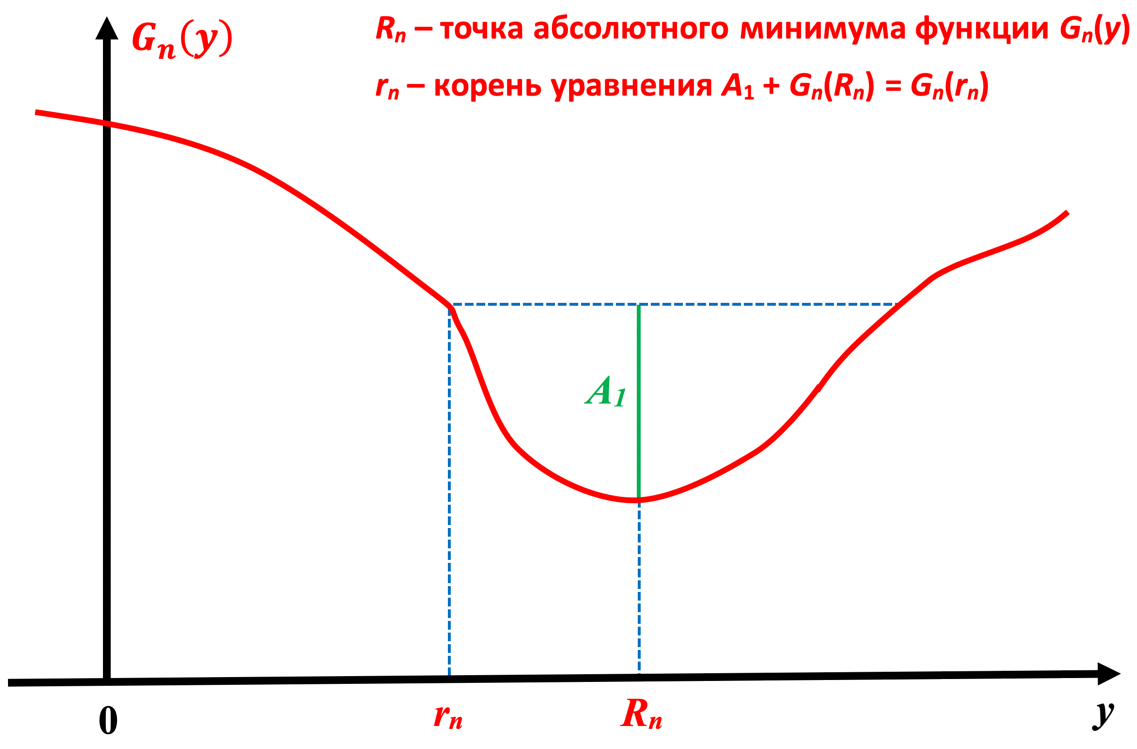 Gₙ(y)
Rₙ – точка абсолютного минимума функции Gₙ(y)
rₙ – корень уравнения A₁ + Gₙ(Rₙ) = Gₙ(rₙ)
A₁
0
rₙ
Rₙ
y